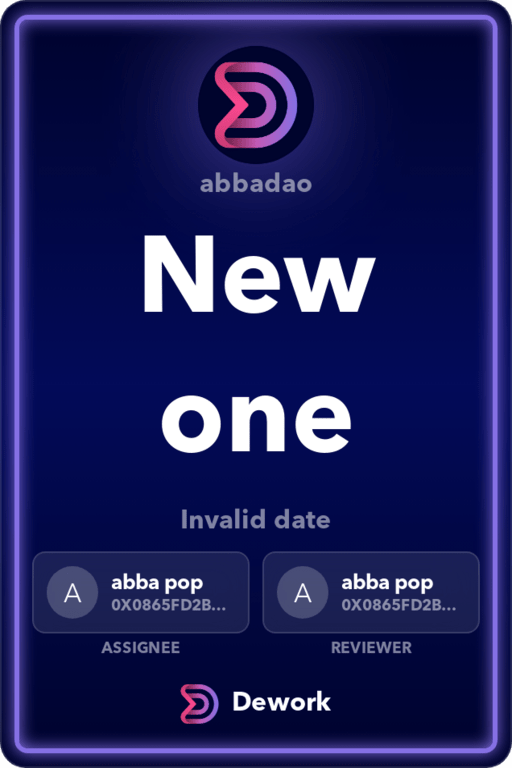 abbadao
New
one
Invalid date
A abba pop
0X0865FD2B...
A abba pop
0X0865FD2B...
ASSIGNEE
REVIEWER
Dework